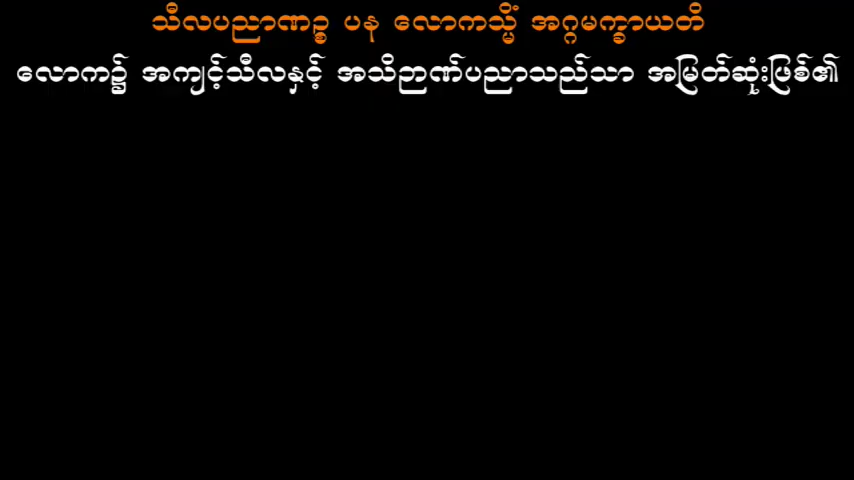 သီလပညာဏဉ္စ ပန လောကသ္မိံ အဂ္ဂမက္ခာယတိ
လောက၌ အကျင့်သီလနှင့် အသိဉာဏ်ပညာသည်သာ အမြတ်ဆုံးဖြစ်၏